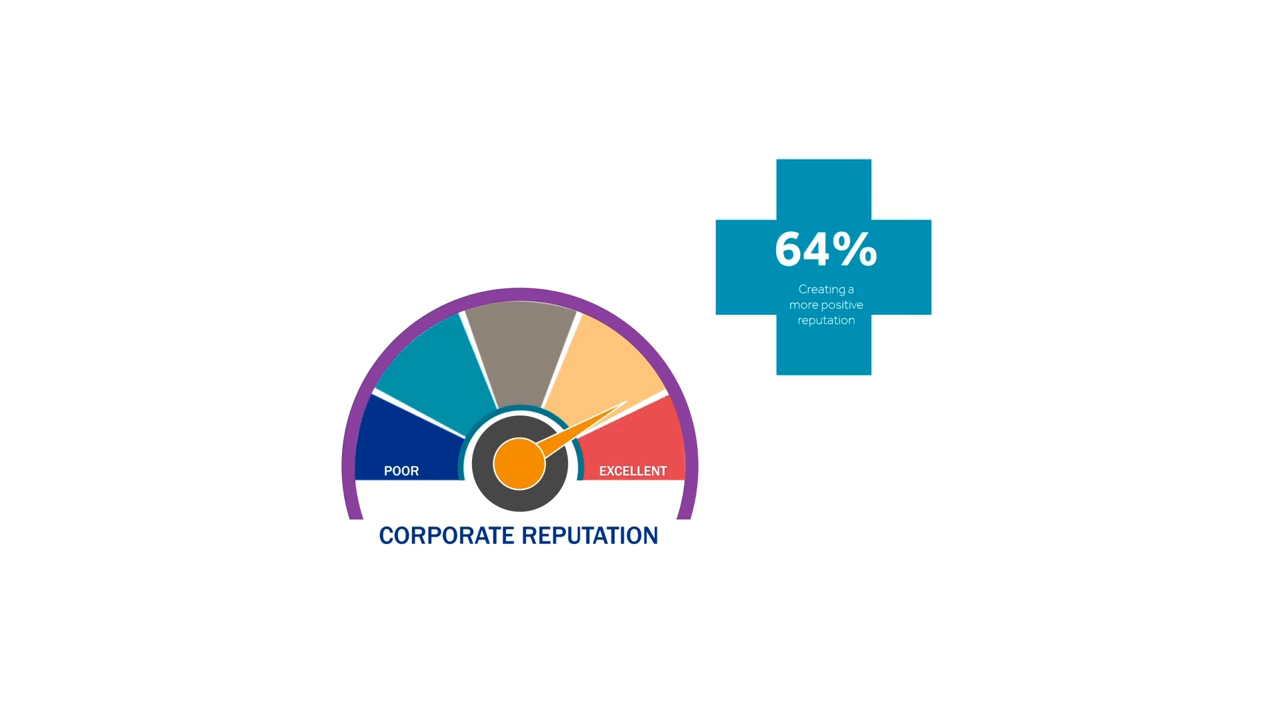 64%
Creating a
more positive
reputation
POOR
EXCELLENT
CORPORATE REPUTATION